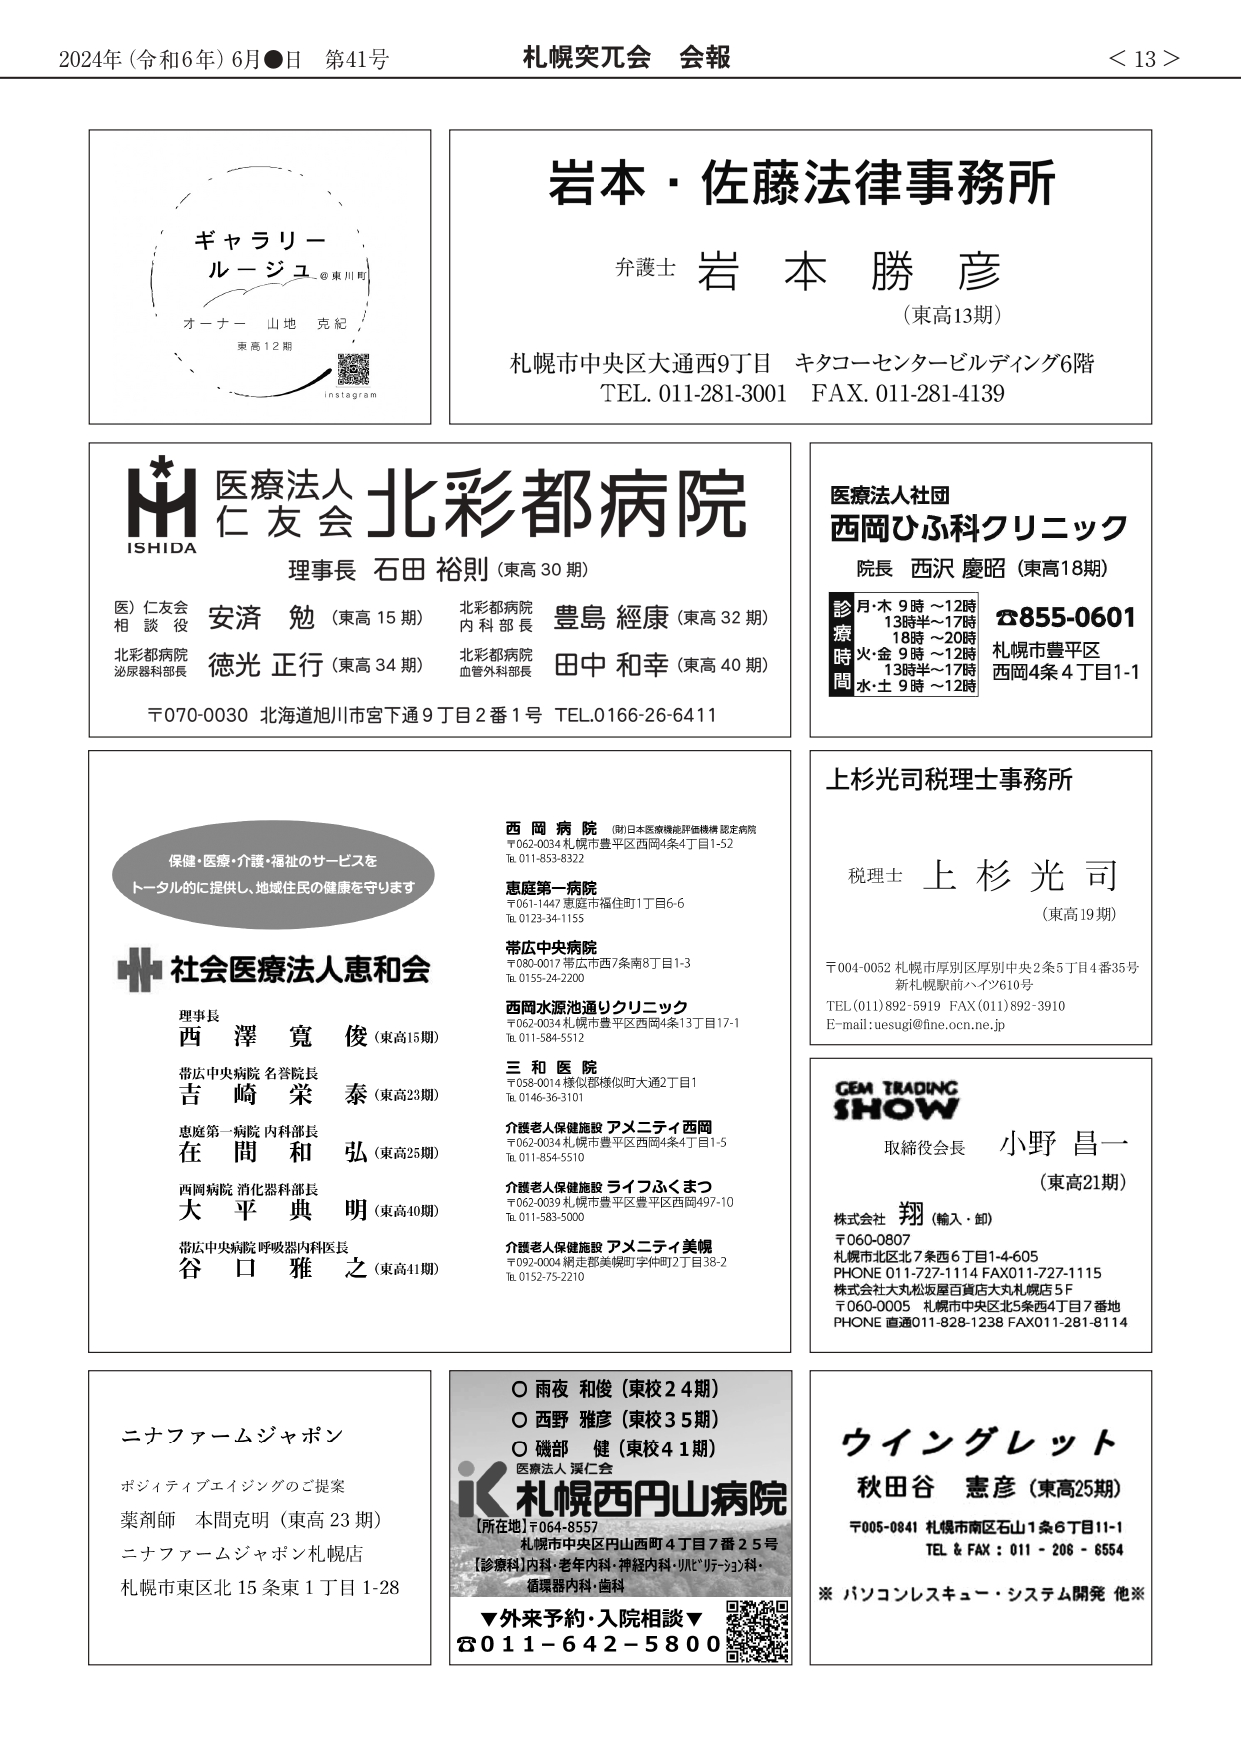 2024年(令和6年)6月●日　第41号
札幌突兀会　会報
＜13＞
ギャラリー
ルージュ＠東川町
オーナー　山地　克紀
東高12期
instagram
岩本・佐藤法律事務所
弁護士 岩本勝彦
（東高13期）
札幌市中央区大通西9丁目　キタコーセンタービルディング6階
TEL. 011-281-3001　FAX. 011-281-4139
ISHIDA
医療法人
仁友会
北彩都病院
理事長 石田 裕則（東高 30 期）
医）仁友会
相談役
安済　勉（東高 15 期）
北彩都病院
内科部長
豊島 經康（東高 32 期）
北彩都病院
泌尿器科部長
徳光 正行（東高 34 期）
北彩都病院
血管外科部長
田中 和幸（東高 40 期）
〒070-0030 北海道旭川市宮下通９丁目２番１号 TEL.0166-26-6411
医療法人社団
西岡ひふ科クリニック
院長　西沢 慶昭（東高18期）
診療時間
月・木 9時 〜12時
13時半〜17時
18時 〜20時
火・金 9時 〜12時
13時半〜17時
水・土 9時 〜12時
☎855-0601
札幌市豊平区
西岡4条４丁目1-1
保健・医療・介護・福祉のサービスを
トータル的に提供し、地域住民の健康を守ります
社会医療法人恵和会
理事長
西澤寬俊（東高15期）
帯広中央病院 名誉院長
吉崎栄泰（東高23期）
恵庭第一病院 内科部長
在間和弘（東高25期）
西岡病院 消化器科部長
大平典明（東高40期）
帯広中央病院 呼吸器内科医長
谷口雅之（東高41期）
西岡病院 (財)日本医療機能評価機構 認定病院
〒062-0034 札幌市豊平区西岡4条4丁目1-52
℡ 011-853-8322
恵庭第一病院
〒061-1447 恵庭市福住町1丁目6-6
℡ 0123-34-1155
帯広中央病院
〒080-0017 帯広市西7条南8丁目1-3
℡ 0155-24-2200
西岡水源池通りクリニック
〒062-0034 札幌市豊平区西岡4条13丁目17-1
℡ 011-584-5512
三和医院
〒058-0014 様似郡様似町大通2丁目1
℡ 0146-36-3101
介護老人保健施設 アメニティ西岡
〒062-0034 札幌市豊平区西岡4条4丁目1-5
℡ 011-854-5510
介護老人保健施設 ライフふくまつ
〒062-0039 札幌市豊平区豊平区西岡497-10
℡ 011-583-5000
介護老人保健施設 アメニティ美幌
〒092-0004 網走郡美幌町字仲町2丁目38-2
℡ 0152-75-2210
上杉光司税理士事務所
税理士 上杉光司
（東高19期）
〒004-0052 札幌市厚別区厚別中央2条5丁目4番35号
新札幌駅前ハイツ610号
TEL(011)892-5919 FAX(011)892-3910
E-mail:uesugi@fine.ocn.ne.jp
GEM TRADING
SHOW
取締役会長　小野 昌一
（東高21期）
株式会社 翔（輸入・卸）
〒060-0807
札幌市北区北７条西６丁目1-4-605
PHONE 011-727-1114 FAX011-727-1115
株式会社大丸松坂屋百貨店大丸札幌店５F
〒060-0005　札幌市中央区北5条西4丁目７番地
PHONE 直通011-828-1238 FAX011-281-8114
ニナファームジャポン
ポジィティブエイジングのご提案
薬剤師　本間克明（東高 23 期）
ニナファームジャポン札幌店
札幌市東区北 15 条東 1 丁目 1-28
○ 雨夜 和俊（東校２４期）
○ 西野 雅彦（東校３５期）
○ 磯部　健（東校４１期）
医療法人 渓仁会
札幌西円山病院
【所在地】〒064-8557
札幌市中央区円山西町４丁目７番２５号
【診療科】内科・老年内科・神経内科・ﾘﾊﾋﾞﾘﾃｰｼｮﾝ科・
循環器内科・歯科
▼外来予約・入院相談▼
☎０１１−６４２−５８００
ウイングレット
秋田谷　憲彦（東高25期）
〒005-0841 札幌市南区石山１条６丁目11-1
TEL & FAX : 011 - 206 - 6554
※ パソコンレスキュー・システム開発 他※